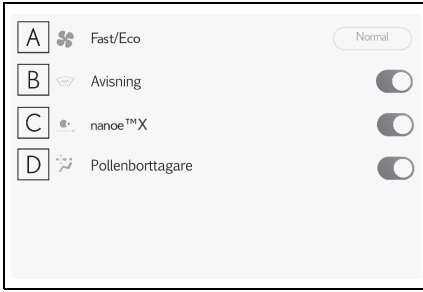 A Fast/Eco Normal
B Avisning
C nanoe™X
D Pollenborttagare